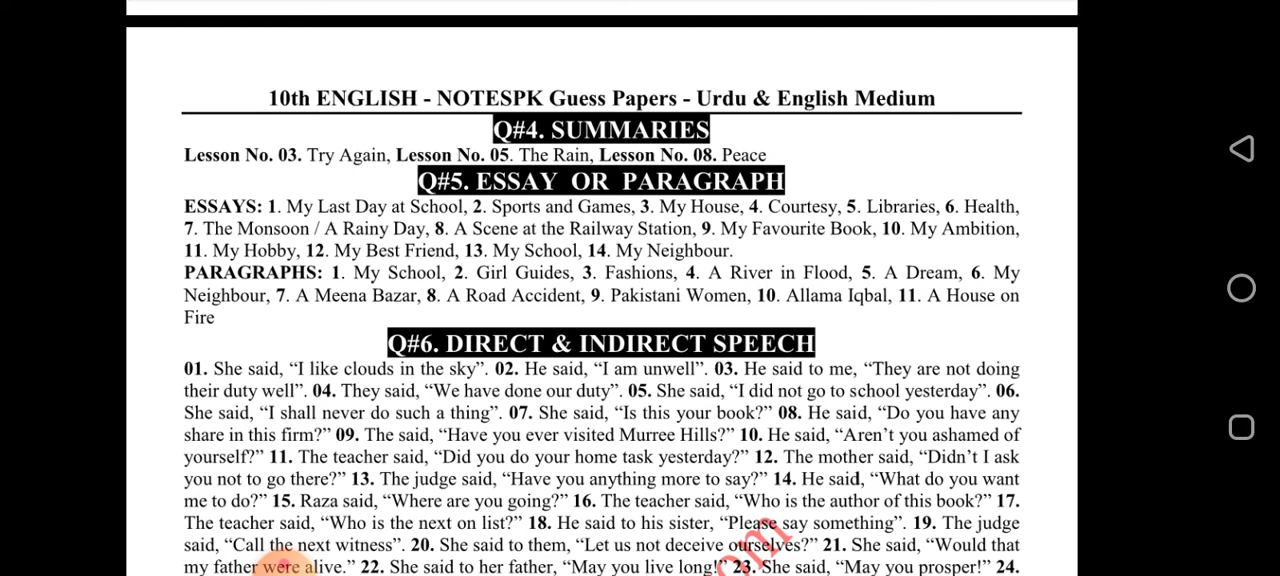 10th ENGLISH - NOTESPK Guess Papers - Urdu & English Medium
Q#4. SUMMARIES
Lesson No. 03. Try Again, Lesson No. 05. The Rain, Lesson No. 08. Peace
Q#5. ESSAY OR PARAGRAPH
ESSAYS: 1. My Last Day at School, 2. Sports and Games, 3. My House, 4. Courtesy, 5. Libraries, 6. Health,
7. The Monsoon / A Rainy Day, 8. A Scene at the Railway Station, 9. My Favourite Book, 10. My Ambition,
11. My Hobby, 12. My Best Friend, 13. My School, 14. My Neighbour.
PARAGRAPHS: 1. My School, 2. Girl Guides, 3. Fashions, 4. A River in Flood, 5. A Dream, 6. My
Neighbour, 7. A Meena Bazar, 8. A Road Accident, 9. Pakistani Women, 10. Allama Iqbal, 11. A House on
Fire
Q#6. DIRECT & INDIRECT SPEECH
01. She said, “I like clouds in the sky”. 02. He said, “I am unwell”. 03. He said to me, “They are not doing
their duty well”. 04. They said, “We have done our duty”. 05. She said, “I did not go to school yesterday”. 06.
She said, “I shall never do such a thing”. 07. She said, “Is this your book?” 08. He said, “Do you have any
share in this firm?” 09. The said, “Have you ever visited Murree Hills?” 10. He said, “Aren’t you ashamed of
yourself?” 11. The teacher said, “Did you do your home task yesterday?” 12. The mother said, “Didn’t I ask
you not to go there?” 13. The judge said, “Have you anything more to say?” 14. He said, “What do you want
me to do?” 15. Raza said, “Where are you going?” 16. The teacher said, “Who is the author of this book?” 17.
The teacher said, “Who is the next on list?” 18. He said to his sister, “Please say something”. 19. The judge
said, “Call the next witness”. 20. She said to them, “Let us not deceive ourselves?” 21. She said, “Would that
my father were alive.” 22. She said to her father, “May you live long!” 23. She said, “May you prosper!” 24.
om